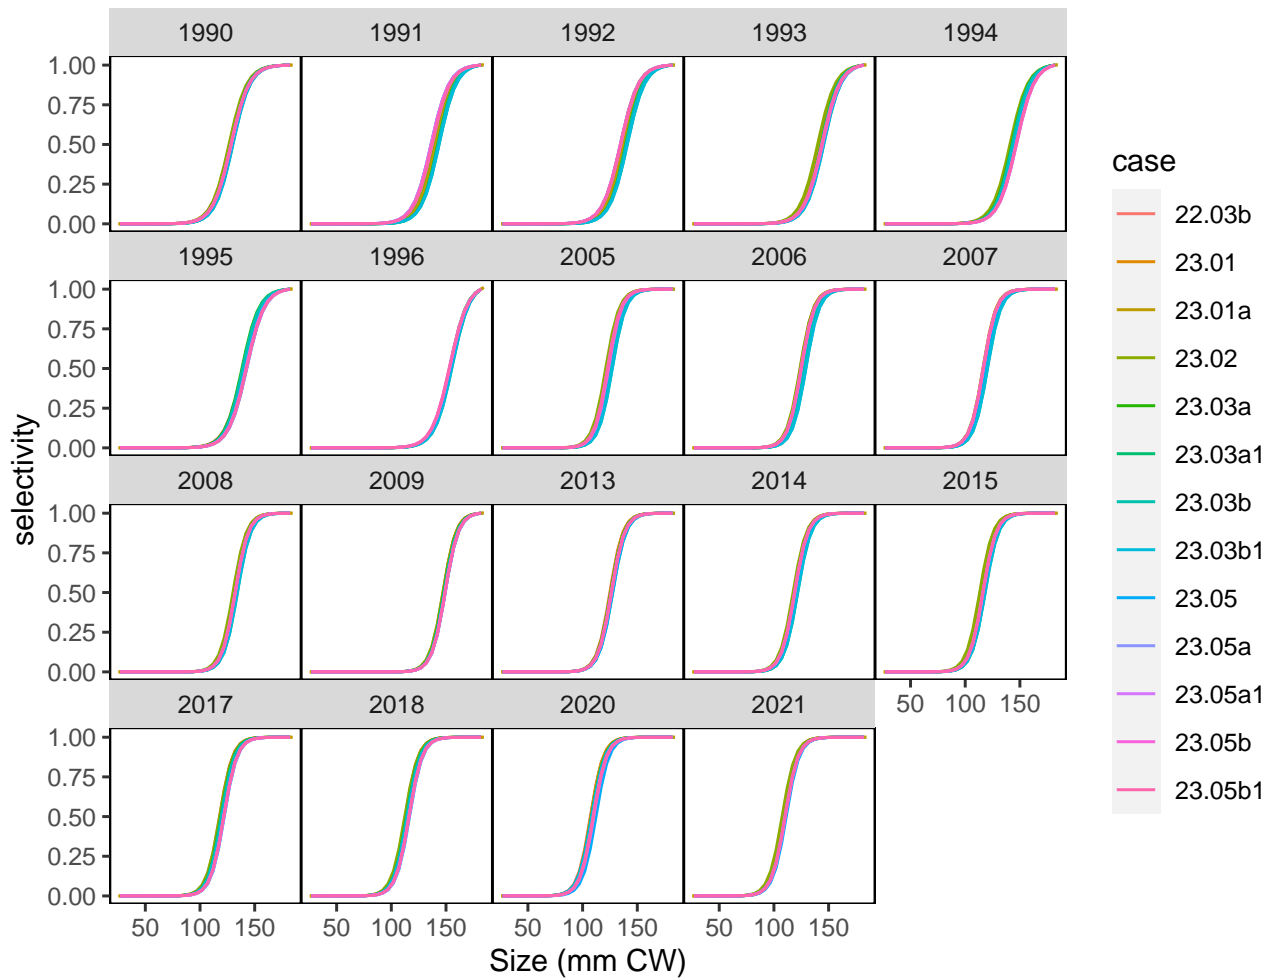 1990 1991 1992 1993 1994
1.00
0.75
0.50
0.25
0.00
1995 1996 2005 2006 2007
1.00
0.75
0.50
0.25
0.00
2008 2009 2013 2014 2015
1.00
0.75
0.50
0.25
0.00
50 100 150
2017 2018 2020 2021
1.00
0.75
0.50
0.25
0.00
50 100 150 50 100 150 50 100 150 50 100 150
Size (mm CW)
selectivity
case
22.03b
23.01
23.01a
23.02
23.03a
23.03a1
23.03b
23.03b1
23.05
23.05a
23.05a1
23.05b
23.05b1